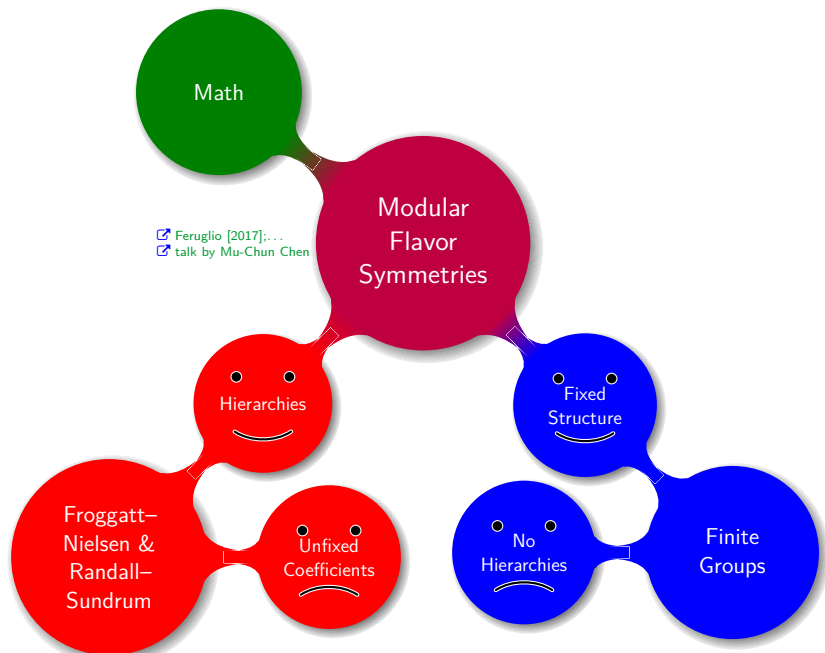 Math
Modular
Flavor
Symmetries
Feruglio [2017];...
talk by Mu-Chun Chen
Hierarchies
Fixed
Structure
Froggatt–
Nielsen &
Randall–
Sundrum
Unfixed
Coefficients
No
Hierarchies
Finite
Groups